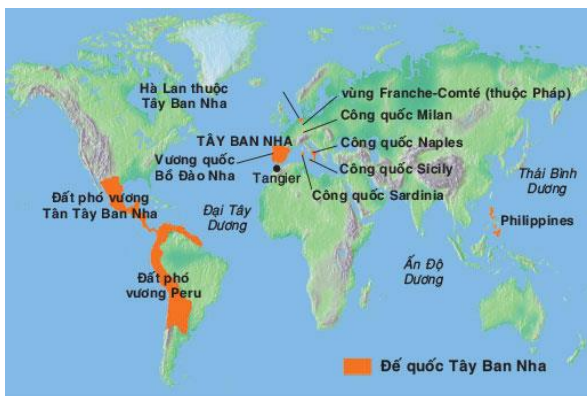 Hà Lan thuộc
Tây Ban Nha
vùng Franche-Comté (thuộc Pháp)
Công quốc Milan
TÂY BAN NHA
Công quốc Naples
Vương quốc
Bồ Đào Nha
Công quốc Sicily
Tangier
Công quốc Sardinia
Thái Bình
Dương
Đất phó vương
Tân Tây Ban Nha
Đại Tây
Dương
Philippines
Ấn Độ
Dương
Đất phó
vương Peru
Đế quốc Tây Ban Nha